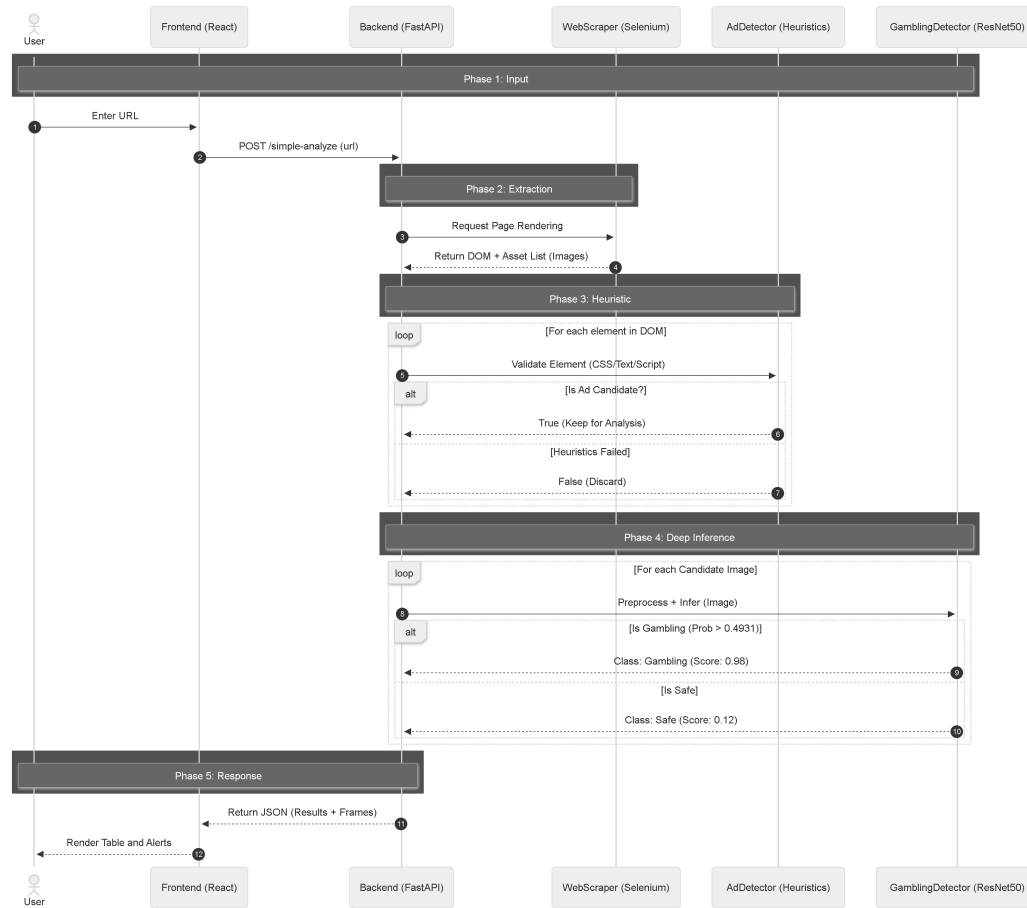 User
Frontend (React)
Backend (FastAPI)
WebScraper (Selenium)
AdDetector (Heuristics)
GamblingDetector (ResNet50)
Phase 1: Input
Enter URL
1
POST /simple-analyze (url)
2
Phase 2: Extraction
Request Page Rendering
3
Return DOM + Asset List (Images)
4
Phase 3: Heuristic
loop
[For each element in DOM]
Validate Element (CSS/Text/Script)
5
alt
[Is Ad Candidate?]
True (Keep for Analysis)
6
[Heuristics Failed]
False (Discard)
7
Phase 4: Deep Inference
loop
[For each Candidate Image]
Preprocess + Infer (Image)
8
alt
[Is Gambling (Prob > 0.4931)]
Class: Gambling (Score: 0.98)
9
[Is Safe]
Class: Safe (Score: 0.12)
10
Phase 5: Response
Return JSON (Results + Frames)
11
Render Table and Alerts
12
User
Frontend (React)
Backend (FastAPI)
WebScraper (Selenium)
AdDetector (Heuristics)
GamblingDetector (ResNet50)